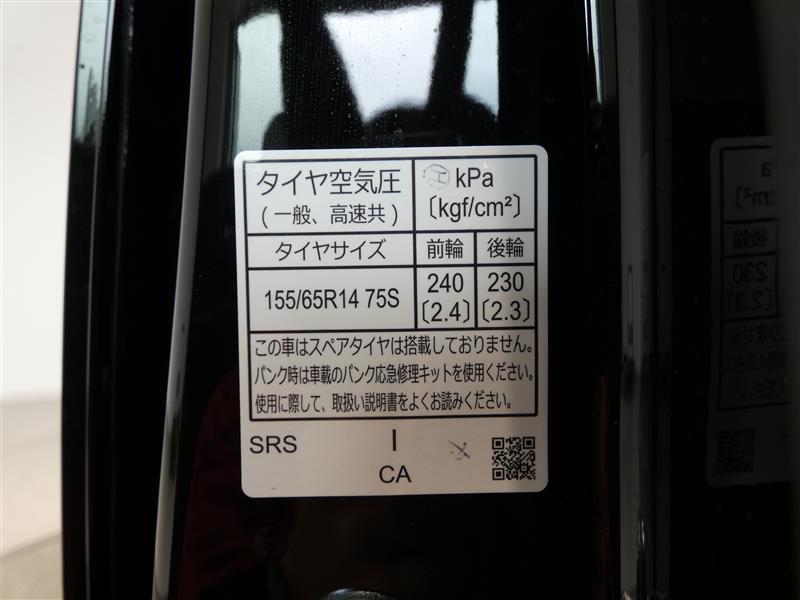 タイヤ空気圧
(一般、高速共)
kPa
〔kgf/cm²〕
タイヤサイズ 前輪 後輪
155/65R14 75S 240 230
〔2.4〕 〔2.3〕
この車はスペアタイヤは搭載しておりません。
パンク時は車載のパンク応急修理キットを使用ください。
使用に際して、取扱い説明書をよくお読みください。
SRS I
CA